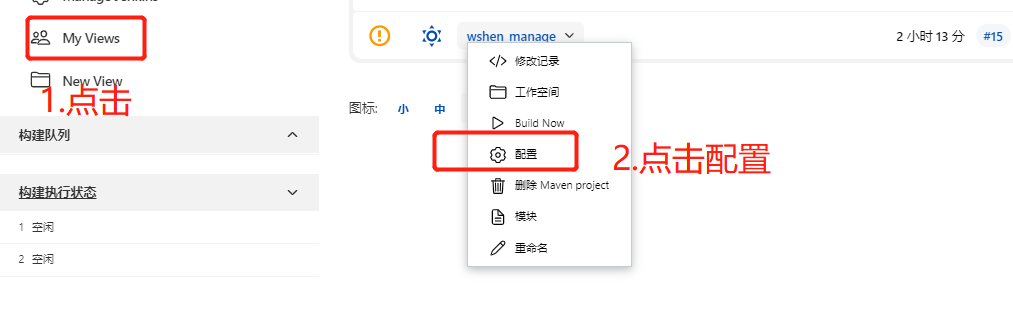 My Views
New View
1.点击
构建队列
构建执行状态
1 空闲
2 空闲
wshen_manage
2 小时 13 分
#15
图标:
小
中
修改记录
工作空间
Build Now
配置
2.点击配置
删除 Maven project
模块
重命名